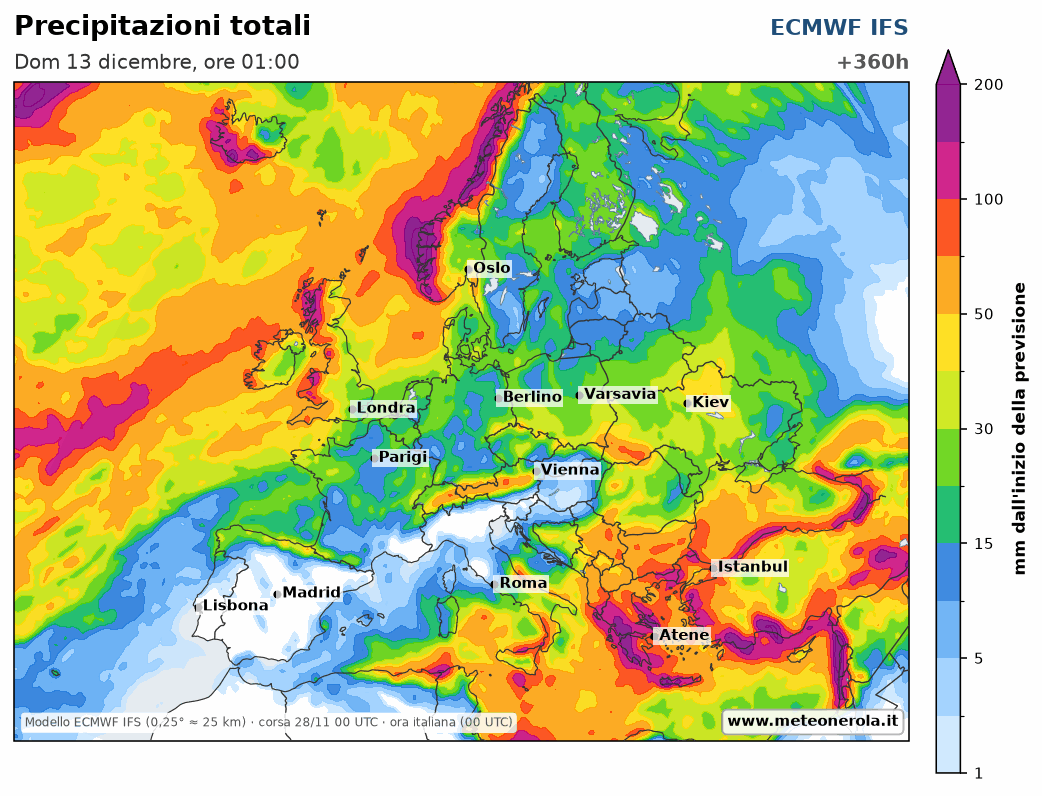 Precipitazioni totali
ECMWF IFS
Dom 13 dicembre, ore 01:00
+360h
200
100
50
30
15
5
1
mm dall'inizio della previsione
Oslo
Berlino
Varsavia
Kiev
Londra
Parigi
Vienna
Istanbul
Roma
Madrid
Lisbona
Atene
Modello ECMWF IFS (0,25° ≈ 25 km) · corsa 28/11 00 UTC · ora italiana (00 UTC)
www.meteonerola.it